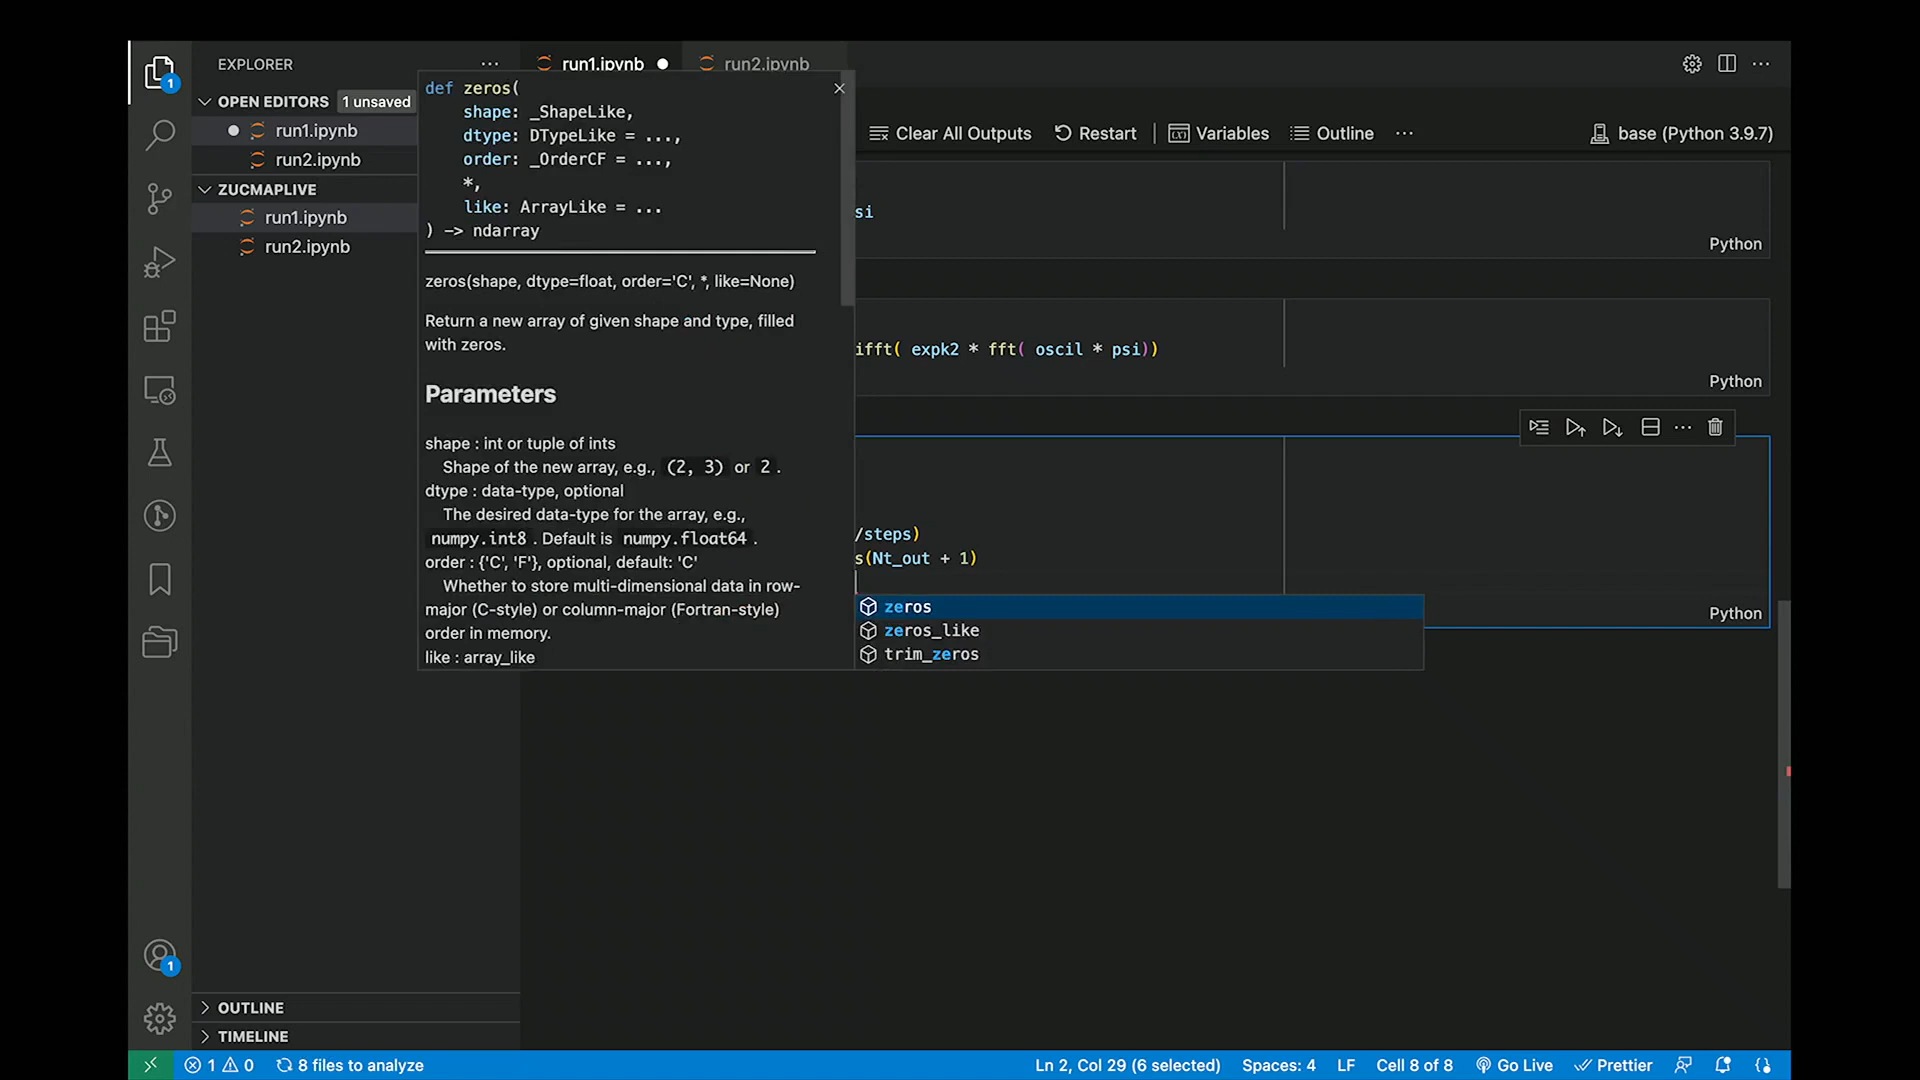 EXPLORER
run1.ipynb
run2.ipynb
OPEN EDITORS 1 unsaved
run1.ipynb
run2.ipynb
ZUCMAPLIVE
run1.ipynb
run2.ipynb
def zeros(
shape: _ShapeLike,
dtype: DTypeLike = ...,
order: _OrderCF = ...,
*,
like: ArrayLike = ...
) -> ndarray
zeros(shape, dtype=float, order='C', *, like=None)
Return a new array of given shape and type, filled
with zeros.
Parameters
shape : int or tuple of ints
Shape of the new array, e.g., (2, 3) or 2 .
dtype : data-type, optional
The desired data-type for the array, e.g.,
numpy.int8 . Default is numpy.float64 .
order : {'C', 'F'}, optional, default: 'C'
Whether to store multi-dimensional data in row-
major (C-style) or column-major (Fortran-style)
order in memory.
like : array_like
Clear All Outputs Restart Variables Outline ... base (Python 3.9.7)
si
Python
ifft( expk2 * fft( oscil * psi))
Python
/steps)
s(Nt_out + 1)
zeros
zeros_like
trim_zeros
Python
1
1
OUTLINE
TIMELINE
1 0 8 files to analyze Ln 2, Col 29 (6 selected) Spaces: 4 LF Cell 8 of 8 Go Live Prettier